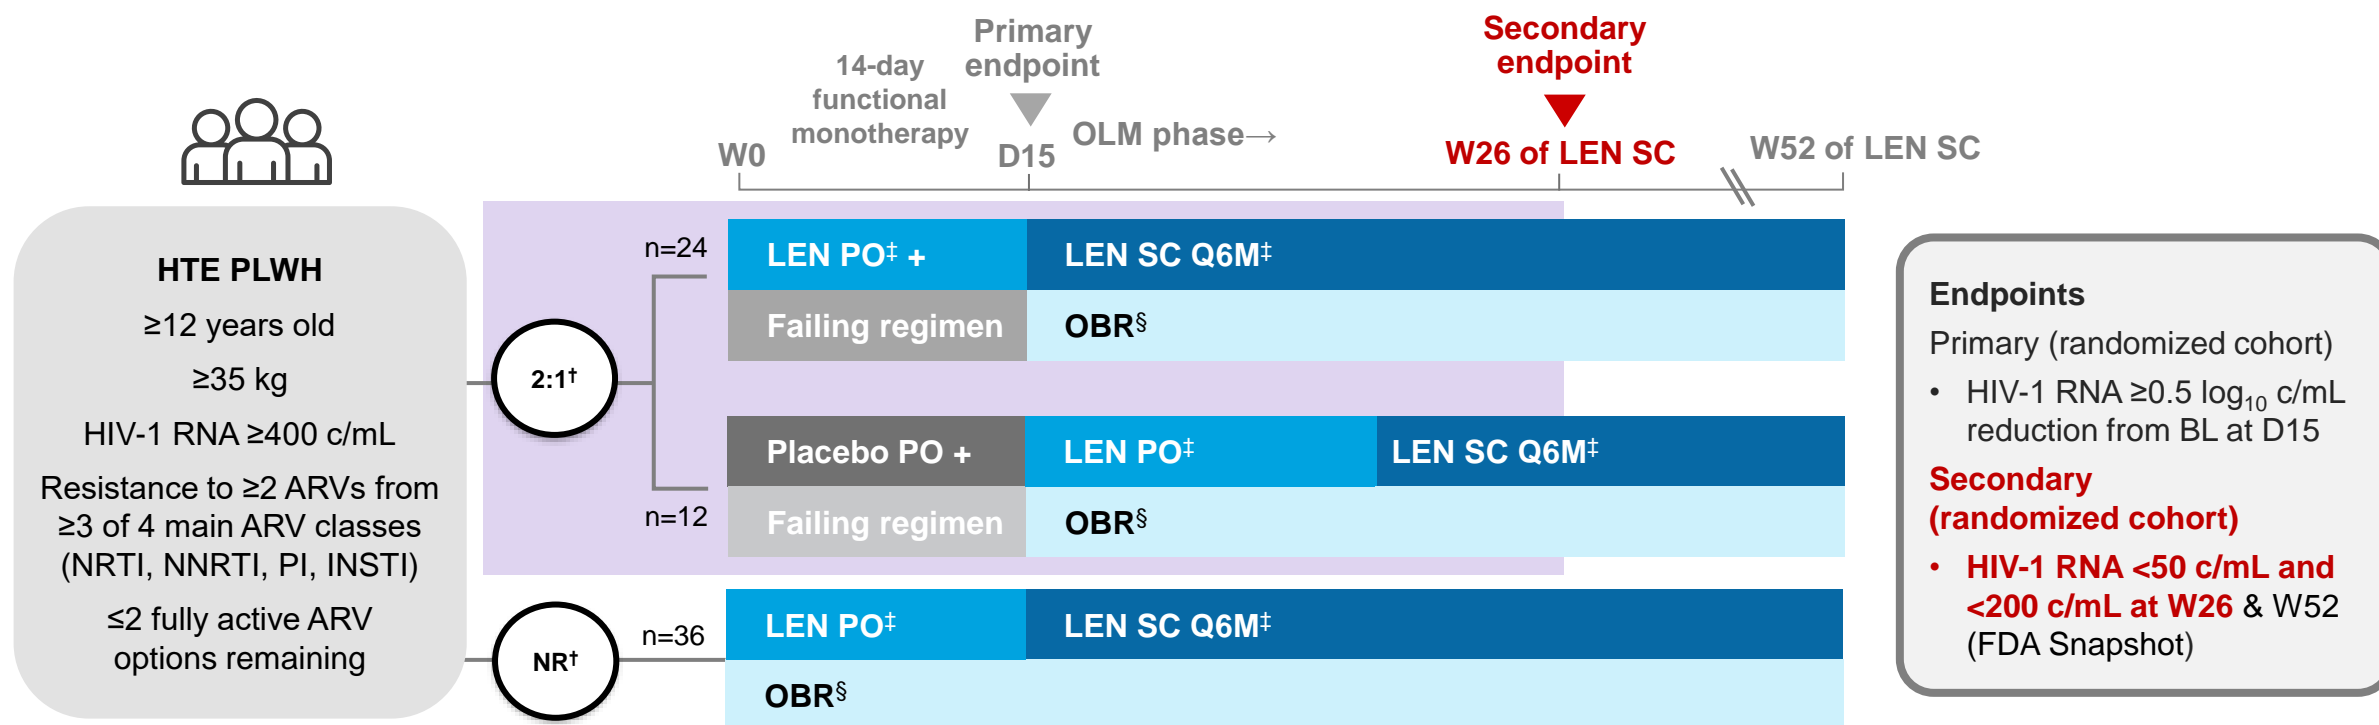 Primary
endpoint
14-day
functional
monotherapy
Secondary
endpoint
W0
D15
OLM phase→
W26 of LEN SC
W52 of LEN SC
HTE PLWH
≥12 years old
≥35 kg
HIV-1 RNA ≥400 c/mL
Resistance to ≥2 ARVs from
≥3 of 4 main ARV classes
(NRTI, NNRTI, PI, INSTI)
≤2 fully active ARV
options remaining
2:1†
n=24
LEN PO‡ +
LEN SC Q6M‡
Failing regimen
OBR§
n=12
Placebo PO +
LEN PO‡
LEN SC Q6M‡
Failing regimen
OBR§
NR†
n=36
LEN PO‡
LEN SC Q6M‡
OBR§
Endpoints
Primary (randomized cohort)
• HIV-1 RNA ≥0.5 log₁₀ c/mL
reduction from BL at D15
Secondary
(randomized cohort)
• HIV-1 RNA <50 c/mL and
<200 c/mL at W26 & W52
(FDA Snapshot)